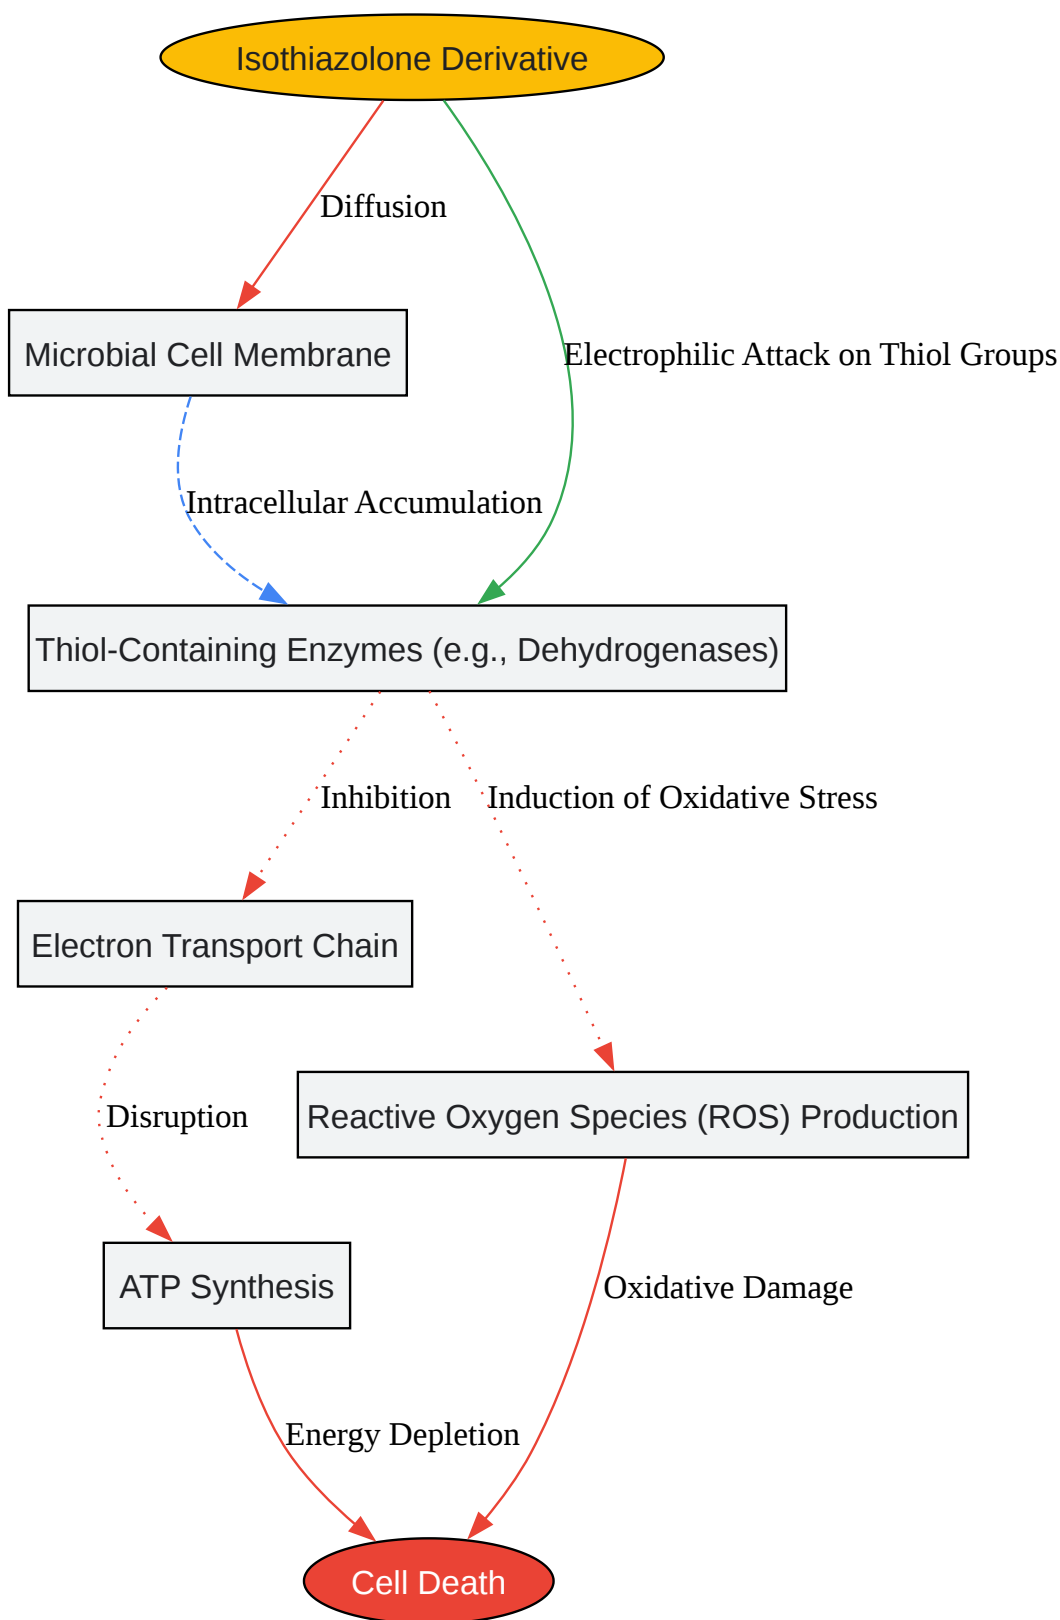 Isothiazolone Derivative
Diffusion
Microbial Cell Membrane
Electrophilic Attack on Thiol Groups
Intracellular Accumulation
Thiol-Containing Enzymes (e.g., Dehydrogenases)
Inhibition
Induction of Oxidative Stress
Electron Transport Chain
Disruption
Reactive Oxygen Species (ROS) Production
ATP Synthesis
Oxidative Damage
Energy Depletion
Cell Death